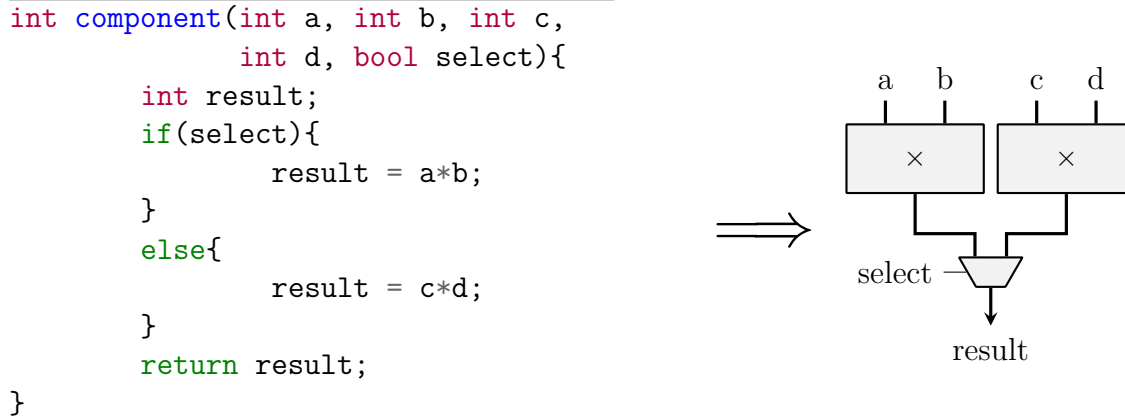 int component(int a, int b, int c,
int d, bool select){
int result;
if(select){
result = a*b;
}
else{
result = c*d;
}
return result;
}
a b c d
× ×
select
result